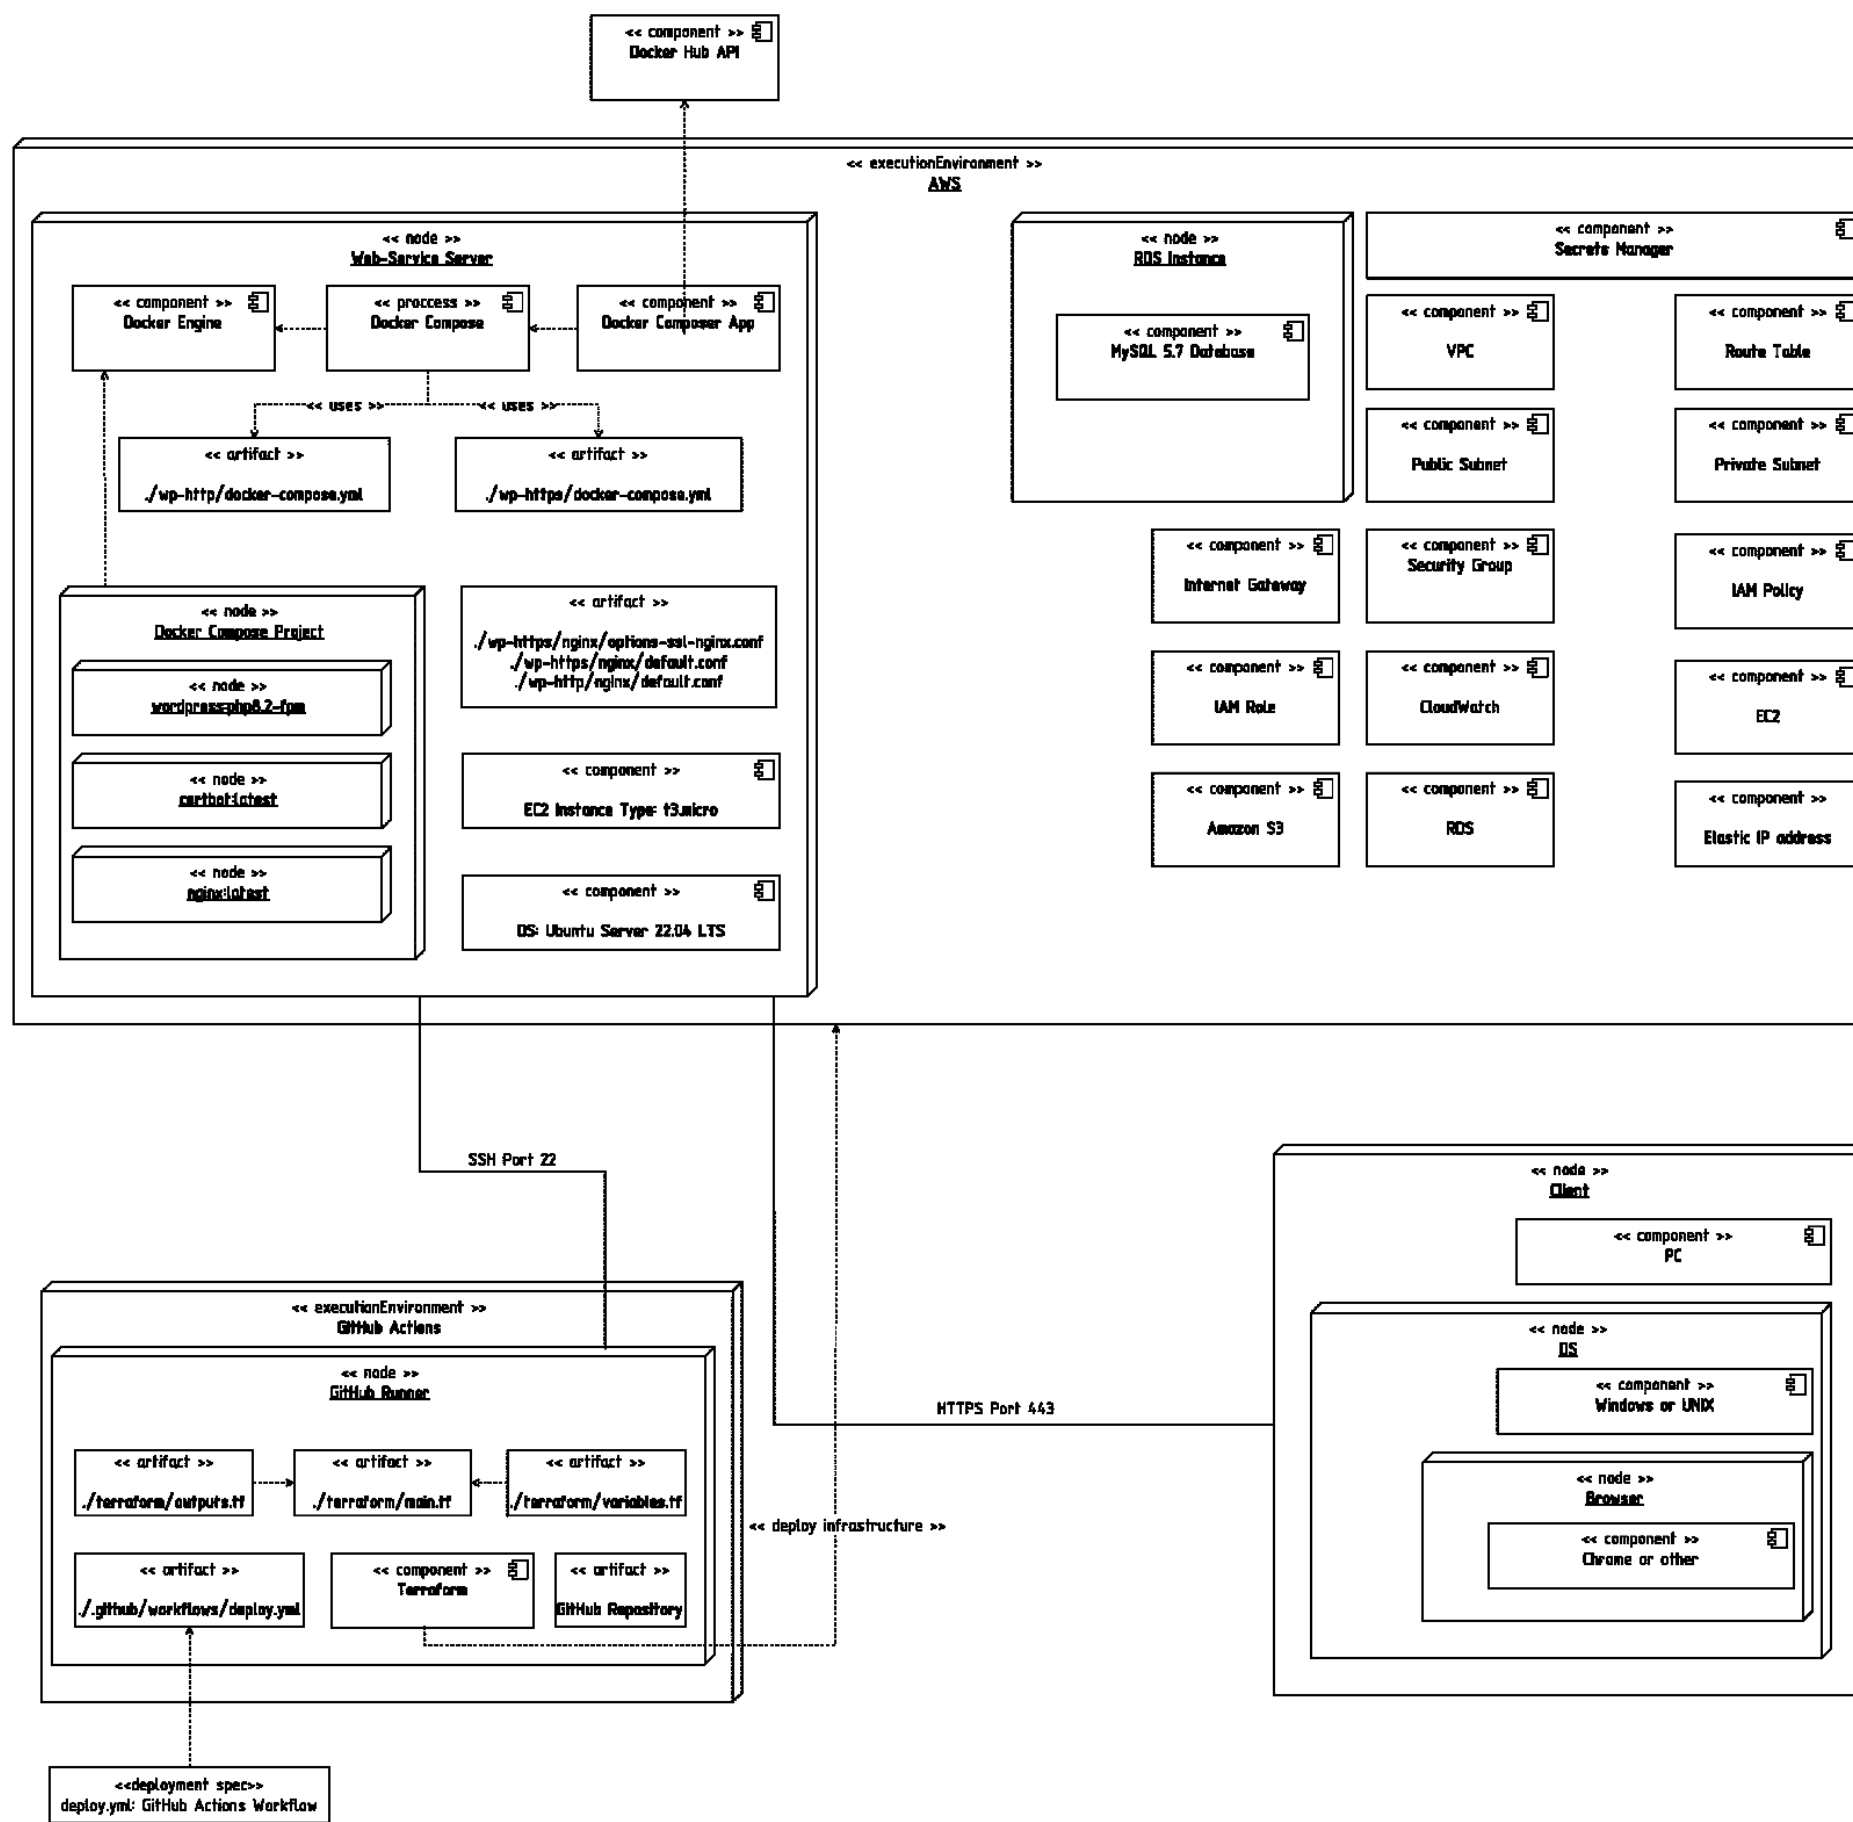 << component >>
Docker Hub API
<< executionEnvironment >>
AWS
<< node >>
Web-Service Server
<< component >>
Docker Engine
<< proccess >>
Docker Compose
<< component >>
Docker Composer App
<< uses >>
<< uses >>
<< artifact >>
./wp-http/docker-compose.yml
<< artifact >>
./wp-https/docker-compose.yml
<< node >>
Docker Compose Project
<< node >>
wordpress:php8.2-fpm
<< node >>
certbot:latest
<< node >>
nginx:latest
<< artifact >>
./wp-https/nginx/options-ssl-nginx.conf
./wp-https/nginx/default.conf
./wp-http/nginx/default.conf
<< component >>
EC2 Instance Type: t3.micro
<< component >>
OS: Ubuntu Server 22.04 LTS
<< node >>
RDS Instance
<< component >>
MySQL 5.7 Database
<< component >>
Secrets Manager
<< component >>
VPC
<< component >>
Route Table
<< component >>
Public Subnet
<< component >>
Private Subnet
<< component >>
Internet Gateway
<< component >>
Security Group
<< component >>
IAM Policy
<< component >>
IAM Role
<< component >>
CloudWatch
<< component >>
EC2
<< component >>
Amazon S3
<< component >>
RDS
<< component >>
Elastic IP address
SSH Port 22
HTTPS Port 443
<< executionEnvironment >>
GitHub Actions
<< node >>
GitHub Runner
<< artifact >>
./terraform/outputs.tf
<< artifact >>
./terraform/main.tf
<< artifact >>
./terraform/variables.tf
<< deploy infrastructure >>
<< artifact >>
./.github/workflows/deploy.yml
<< component >>
Terraform
<< artifact >>
GitHub Repository
<<deployment spec>>
deploy.yml: GitHub Actions Workflow
<< node >>
Client
<< component >>
PC
<< node >>
OS
<< component >>
Windows or UNIX
<< node >>
Browser
<< component >>
Chrome or other